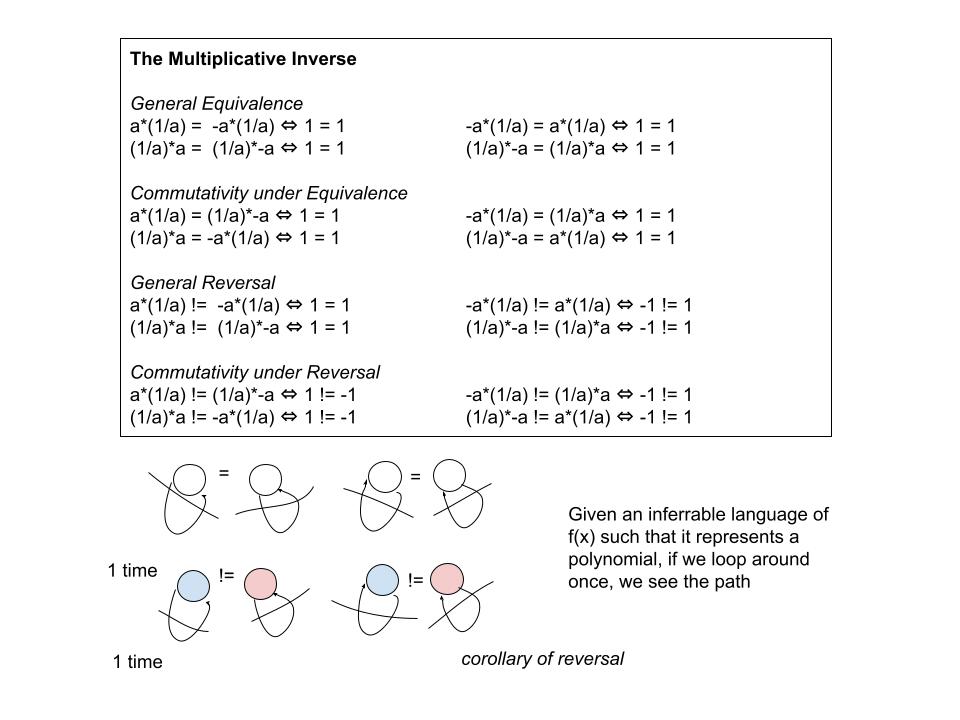 The Multiplicative Inverse
General Equivalence
a*(1/a) =  -a*(1/a) ⇔ 1 = 1
-a*(1/a) = a*(1/a) ⇔ 1 = 1
(1/a)*a =  (1/a)*-a ⇔ 1 = 1
(1/a)*-a = (1/a)*a ⇔ 1 = 1
Commutativity under Equivalence
a*(1/a) = (1/a)*-a ⇔ 1 = 1
-a*(1/a) = (1/a)*a ⇔ 1 = 1
(1/a)*a = -a*(1/a) ⇔ 1 = 1
(1/a)*-a = a*(1/a) ⇔ 1 = 1
General Reversal
a*(1/a) !=  -a*(1/a) ⇔ 1 = 1
-a*(1/a) != a*(1/a) ⇔ -1 != 1
(1/a)*a !=  (1/a)*-a ⇔ 1 = 1
(1/a)*-a != (1/a)*a ⇔ -1 != 1
Commutativity under Reversal
a*(1/a) != (1/a)*-a ⇔ 1 != -1
-a*(1/a) != (1/a)*a ⇔ -1 != 1
(1/a)*a != -a*(1/a) ⇔ 1 != -1
(1/a)*-a != a*(1/a) ⇔ -1 != 1
=
=
Given an inferrable language of
f(x) such that it represents a
polynomial, if we loop around
once, we see the path
1 time
!=
!=
1 time
corollary of reversal